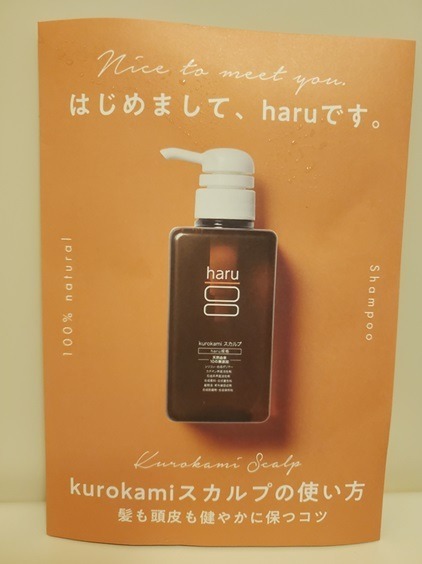 Nice to meet you.
はじめまして、haruです。
100% natural
Shampoo
haru
100
kurokami スカルプ
Kurokami Scalp
kurokamiスカルプの使い方
髪も頭皮も健やかに保つコツ